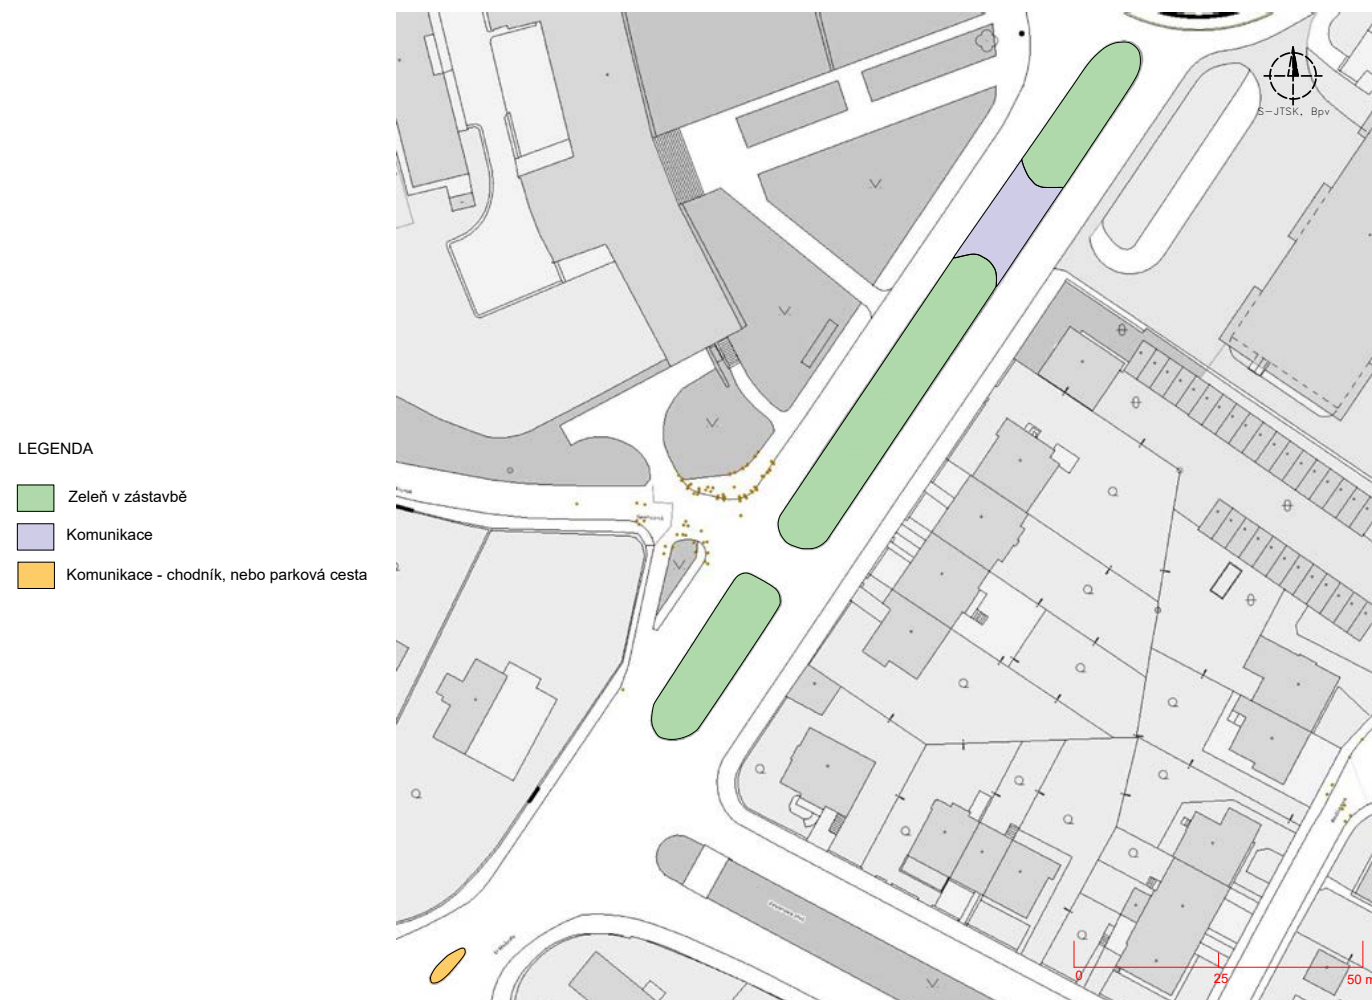 S-JTSK, Bpv
LEGENDA
Zeleň v zástavbě
Komunikace
Komunikace - chodník, nebo parková cesta
0
25
50 m